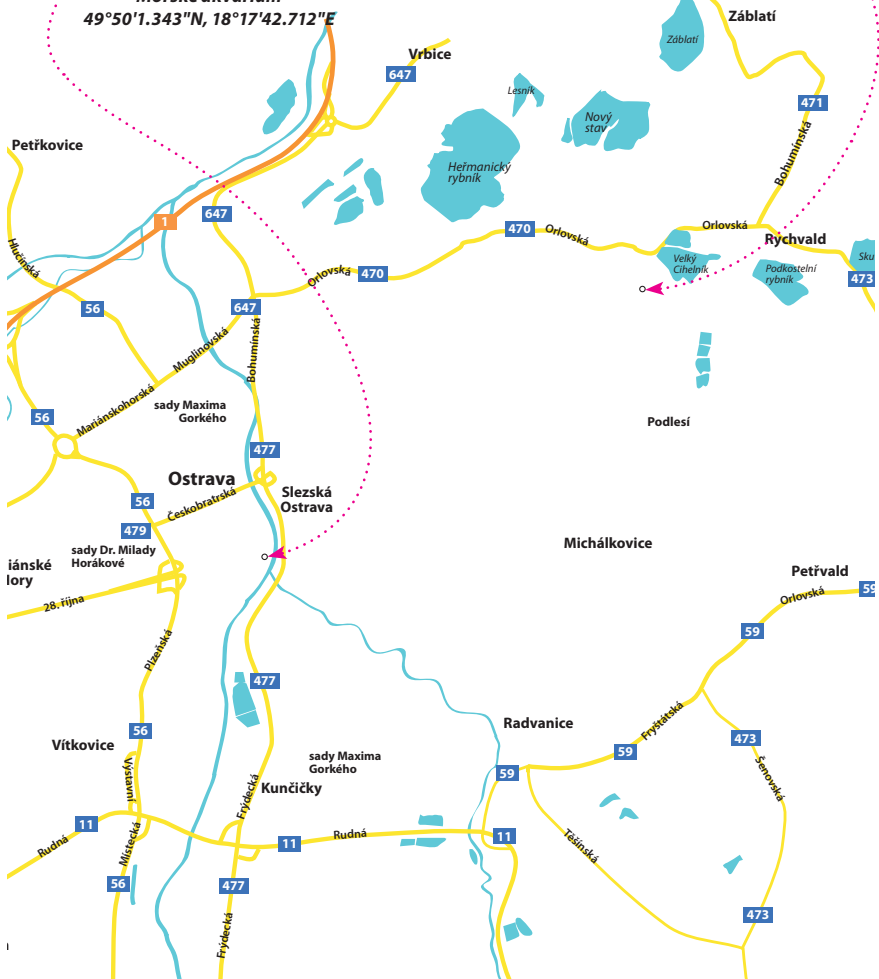 49°50'1.343"N, 18°17'42.712"E
Záblatí
Záblatí
Vrbice
647
Lesník
471
Nový
stav
Bohumínská
Petřkovice
Heřmanický
rybník
647
1
470
Orlovská
Orlovská
Rychvald
Hlučínská
Velký
Cihelník
Podkostelní
rybník
Sku
473
Orlovská
470
56
647
Muglinovská
Bohumínská
Mariánskohorská
sady Maxima
Gorkého
56
Podlesí
477
Ostrava
Slezská
Ostrava
56
Českobratrská
479
sady Dr. Milady
Horákové
Michálkovice
iánské
lory
Petřvald
28. října
Orlovská
59
59
Plzeňská
477
Fryštátská
Radvanice
56
473
Vítkovice
59
sady Maxima
Gorkého
59
Šenovská
Výstavní
Frýdecká
Kunčičky
11
Rudná
Místecká
11
Rudná
11
Těšínská
56
477
473
Frýdecká